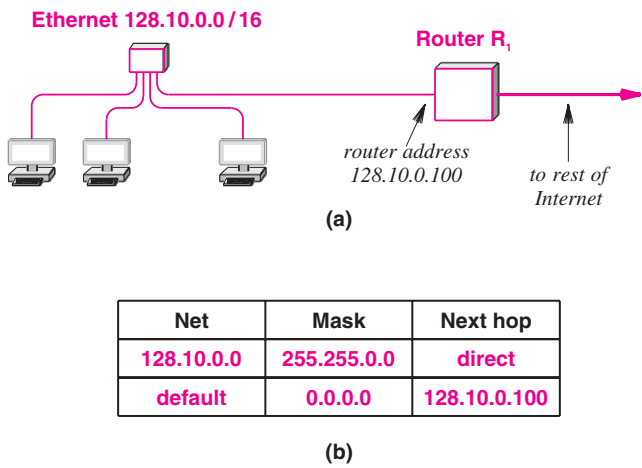 Ethernet 128.10.0.0 / 16
Router R1
router address
128.10.0.100
to rest of
Internet
(a)
Net Mask Next hop
128.10.0.0 255.255.0.0 direct
default 0.0.0.0 128.10.0.100
(b)